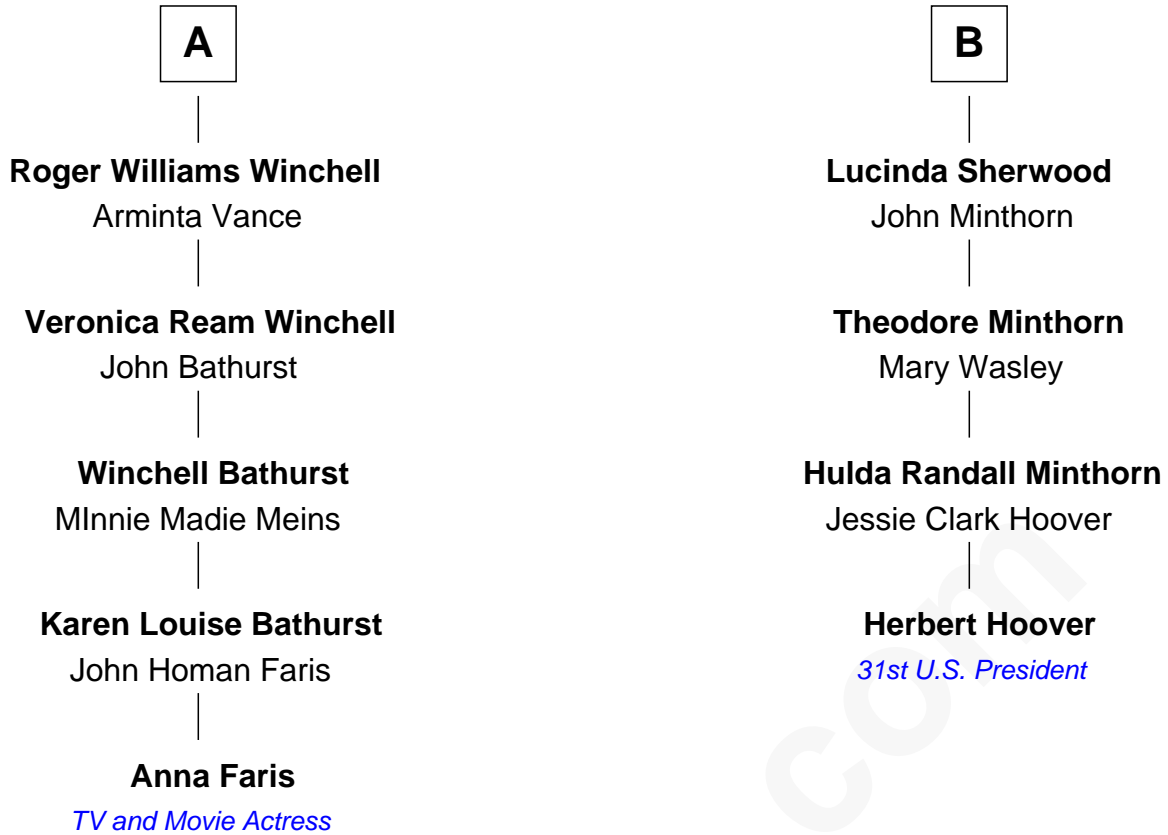 A
Roger Williams Winchell
Arminta Vance
Veronica Ream Winchell
John Bathurst
Winchell Bathurst
MInnie Madie Meins
Karen Louise Bathurst
John Homan Faris
Anna Faris
TV and Movie Actress
B
Lucinda Sherwood
John Minthorn
Theodore Minthorn
Mary Wasley
Hulda Randall Minthorn
Jessie Clark Hoover
Herbert Hoover
31st U.S. President
com